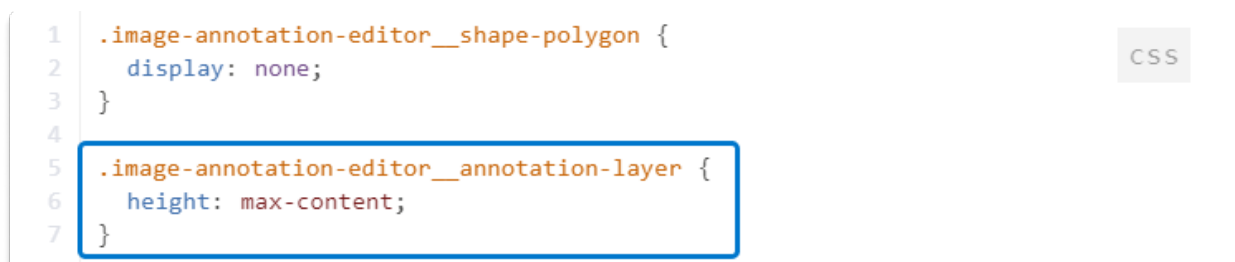 1 .image-annotation-editor__shape-polygon {
CSS
2 display: none;
3 }
4
5 .image-annotation-editor__annotation-layer {
6 height: max-content;
7 }